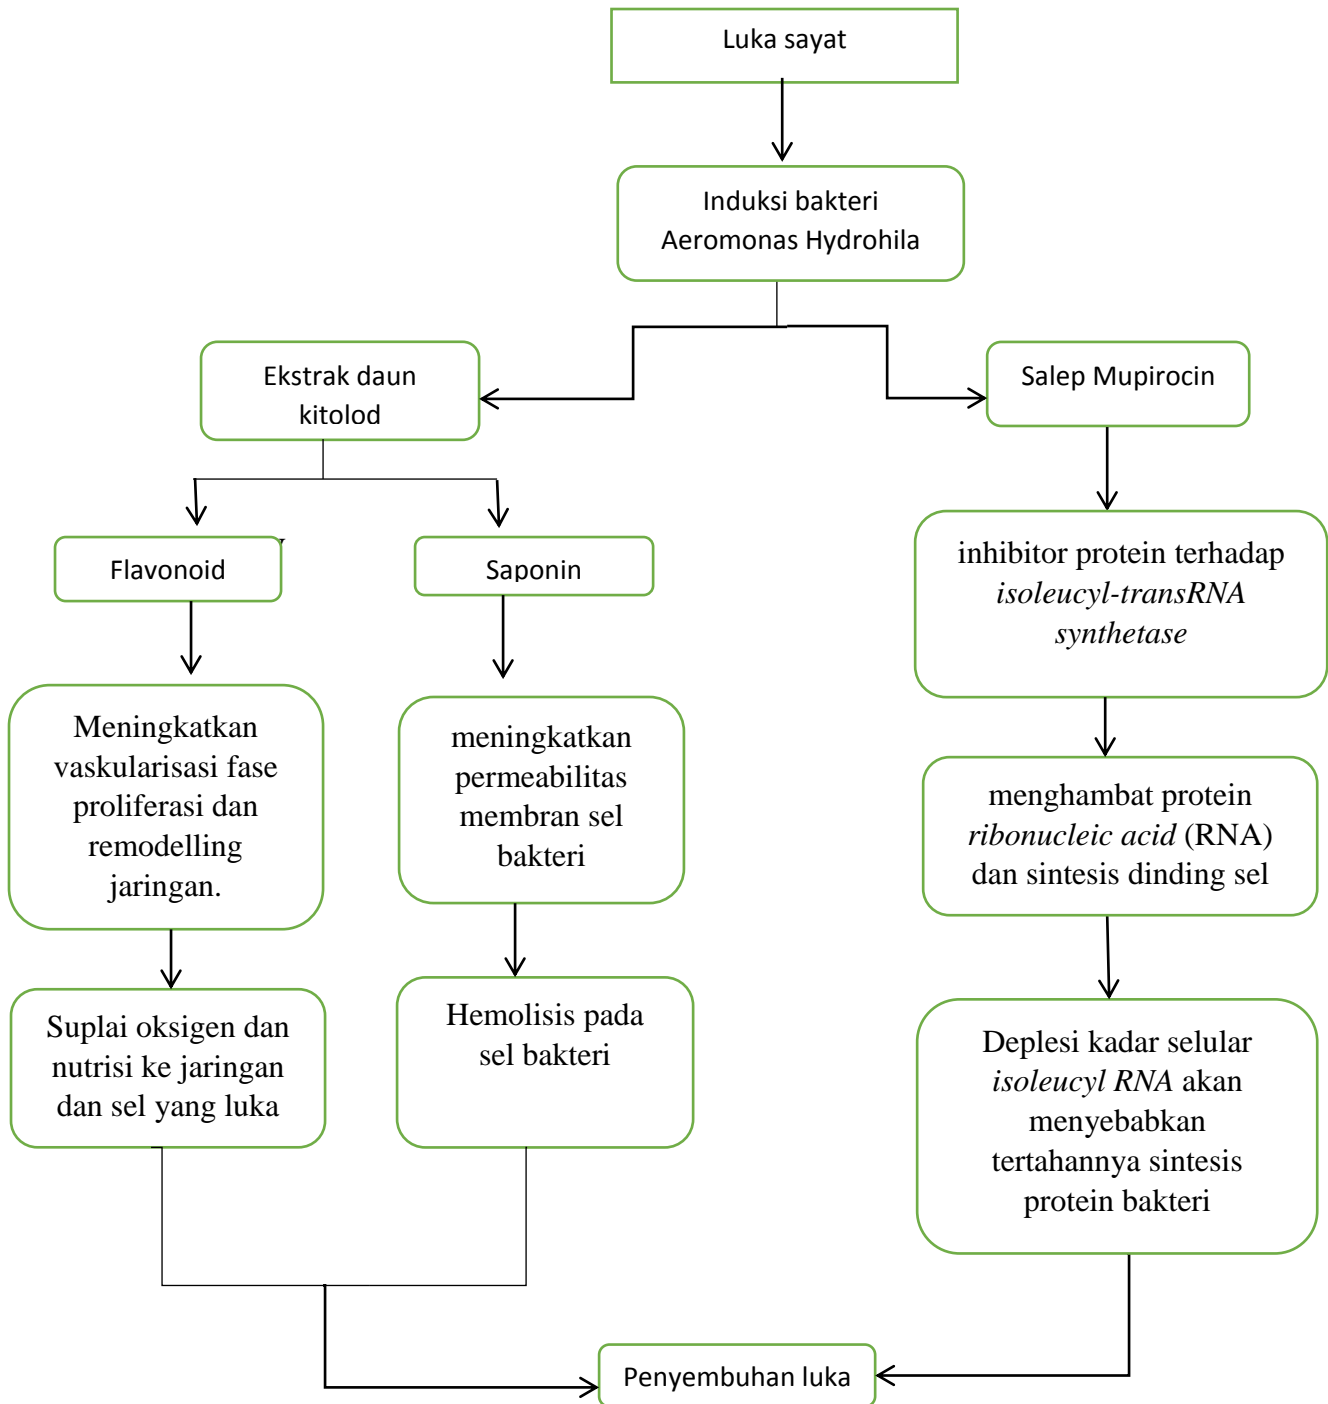 Luka sayat
Induksi bakteri
Aeromonas Hydrohila
Ekstrak daun
kitolod
Salep Mupirocin
Flavonoid
Saponin
inhibitor protein terhadap
isoleucyl-transRNA
synthetase
Meningkatkan
vaskularisasi fase
proliferasi dan
remodelling
jaringan.
meningkatkan
permeabilitas
membran sel
bakteri
menghambat protein
ribonucleic acid (RNA)
dan sintesis dinding sel
Suplai oksigen dan
nutrisi ke jaringan
dan sel yang luka
Hemolisis pada
sel bakteri
Deplesi kadar selular
isoleucyl RNA akan
menyebabkan
tertahannya sintesis
protein bakteri
Penyembuhan luka